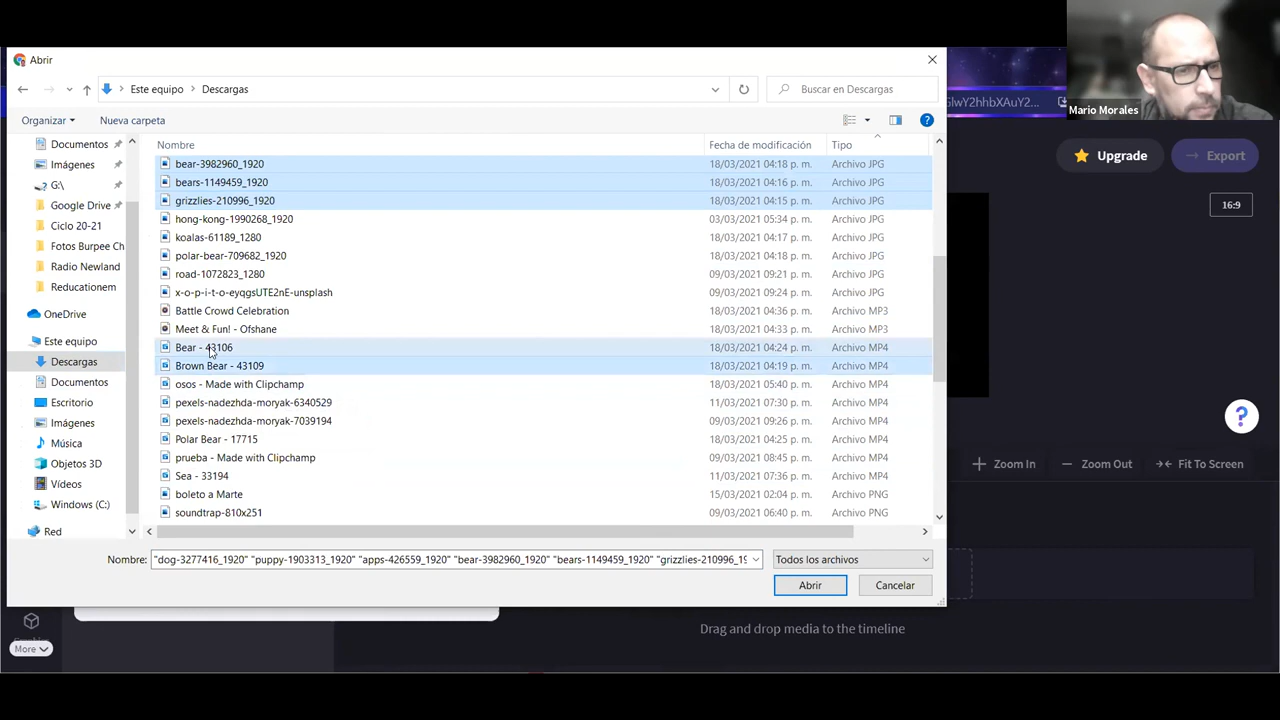 Abrir
Este equipo
Descargas
Buscar en Descargas
GlwY2hhbXAuY2...
Mario Morales
Organizar
Nueva carpeta
Upgrade
Export
16:9
Documentos
Imágenes
G:\
Google Drive
Ciclo 20-21
Fotos Burpee Ch
Radio Newland
Reducationem
OneDrive
Este equipo
Descargas
Documentos
Escritorio
Imágenes
Música
Objetos 3D
Vídeos
Windows (C:)
Red
Nombre Fecha de modificación Tipo
bear-3982960_1920 18/03/2021 04:18 p. m. Archivo JPG
bears-1149459_1920 18/03/2021 04:16 p. m. Archivo JPG
grizzlies-210996_1920 18/03/2021 04:15 p. m. Archivo JPG
hong-kong-1990268_1920 03/03/2021 05:34 p. m. Archivo JPG
koalas-61189_1280 18/03/2021 04:17 p. m. Archivo JPG
polar-bear-709682_1920 18/03/2021 04:18 p. m. Archivo JPG
road-1072823_1280 09/03/2021 09:21 p. m. Archivo JPG
x-o-p-i-t-o-eyqgsUTE2nE-unsplash 09/03/2021 09:24 p. m. Archivo JPG
Battle Crowd Celebration 18/03/2021 04:36 p. m. Archivo MP3
Meet & Fun! - Ofshane 18/03/2021 04:33 p. m. Archivo MP3
Bear - 43106 18/03/2021 04:24 p. m. Archivo MP4
Brown Bear - 43109 18/03/2021 04:19 p. m. Archivo MP4
osos - Made with Clipchamp 18/03/2021 05:40 p. m. Archivo MP4
pexels-nadezhda-moryak-6340529 11/03/2021 07:30 p. m. Archivo MP4
pexels-nadezhda-moryak-7039194 09/03/2021 09:26 p. m. Archivo MP4
Polar Bear - 17715 18/03/2021 04:25 p. m. Archivo MP4
prueba - Made with Clipchamp 09/03/2021 08:45 p. m. Archivo MP4
Sea - 33194 11/03/2021 07:36 p. m. Archivo MP4
boleto a Marte 15/03/2021 02:04 p. m. Archivo PNG
soundtrap-810x251 09/03/2021 06:40 p. m. Archivo PNG
Nombre: "dog-3277416_1920" "puppy-1903313_1920" "apps-426559_1920" "bear-3982960_1920" "bears-1149459_1920" "grizzlies-210996_19
Todos los archivos
Abrir
Cancelar
Zoom In
Zoom Out
Fit To Screen
More
Drag and drop media to the timeline